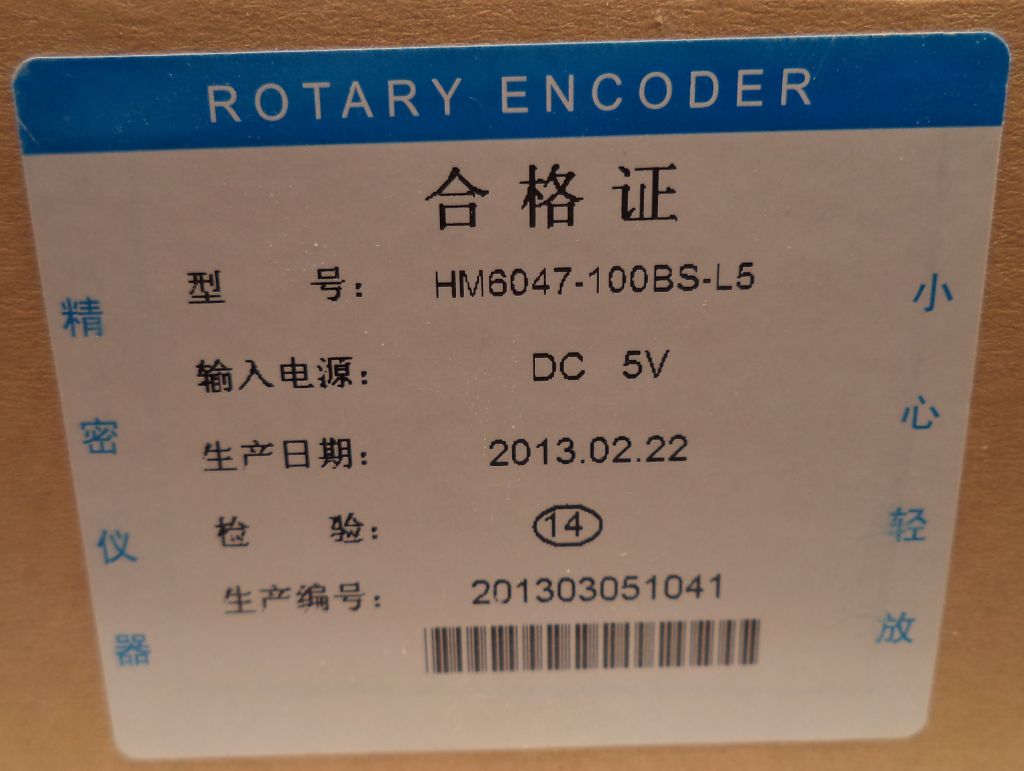 ROTARY ENCODER
合格证
型 号： HM6047-100BS-L5
输入电源： DC 5V
生产日期： 2013.02.22
检 验： 14
生产编号： 201303051041
精密仪器
小心轻放